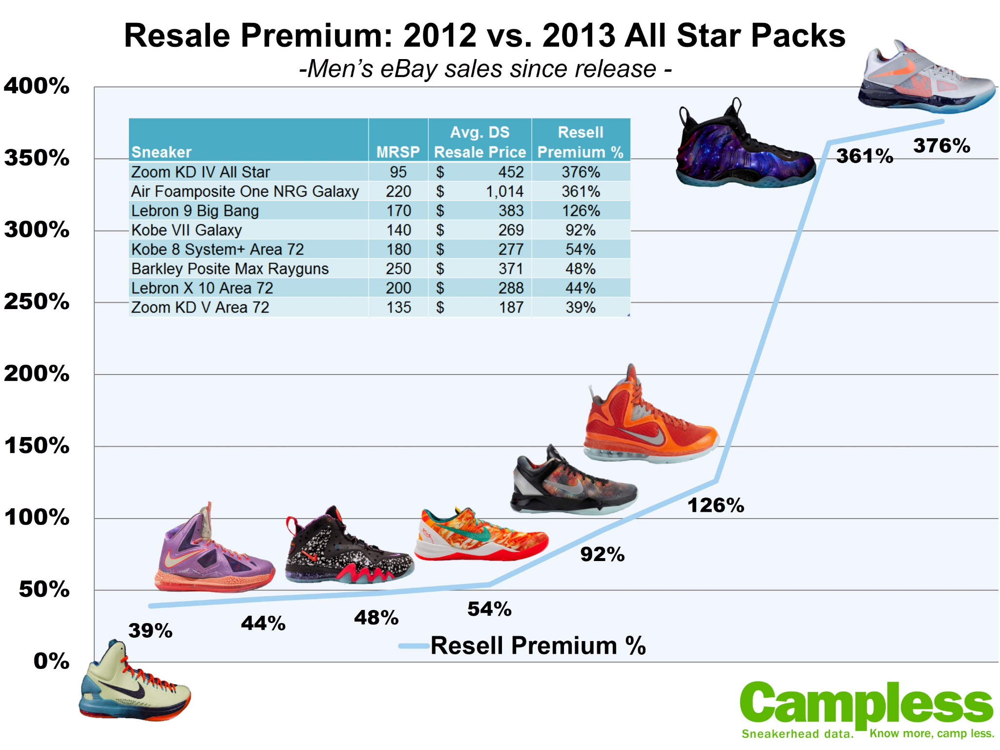 Resale Premium: 2012 vs. 2013 All Star Packs
-Men's eBay sales since release -
400%
350%
300%
250%
200%
150%
100%
50%
0%
Sneaker MRSP Avg. DS Resale Price Resell Premium %
Zoom KD IV All Star 95 $ 452 376%
Air Foamposite One NRG Galaxy 220 $ 1,014 361%
Lebron 9 Big Bang 170 $ 383 126%
Kobe VII Galaxy 140 $ 269 92%
Kobe 8 System+ Area 72 180 $ 277 54%
Barkley Posite Max Rayguns 250 $ 371 48%
Lebron X 10 Area 72 200 $ 288 44%
Zoom KD V Area 72 135 $ 187 39%
39%
44%
48%
54%
92%
126%
361%
376%
Resell Premium %
Campless
Sneakerhead data. Know more, camp less.